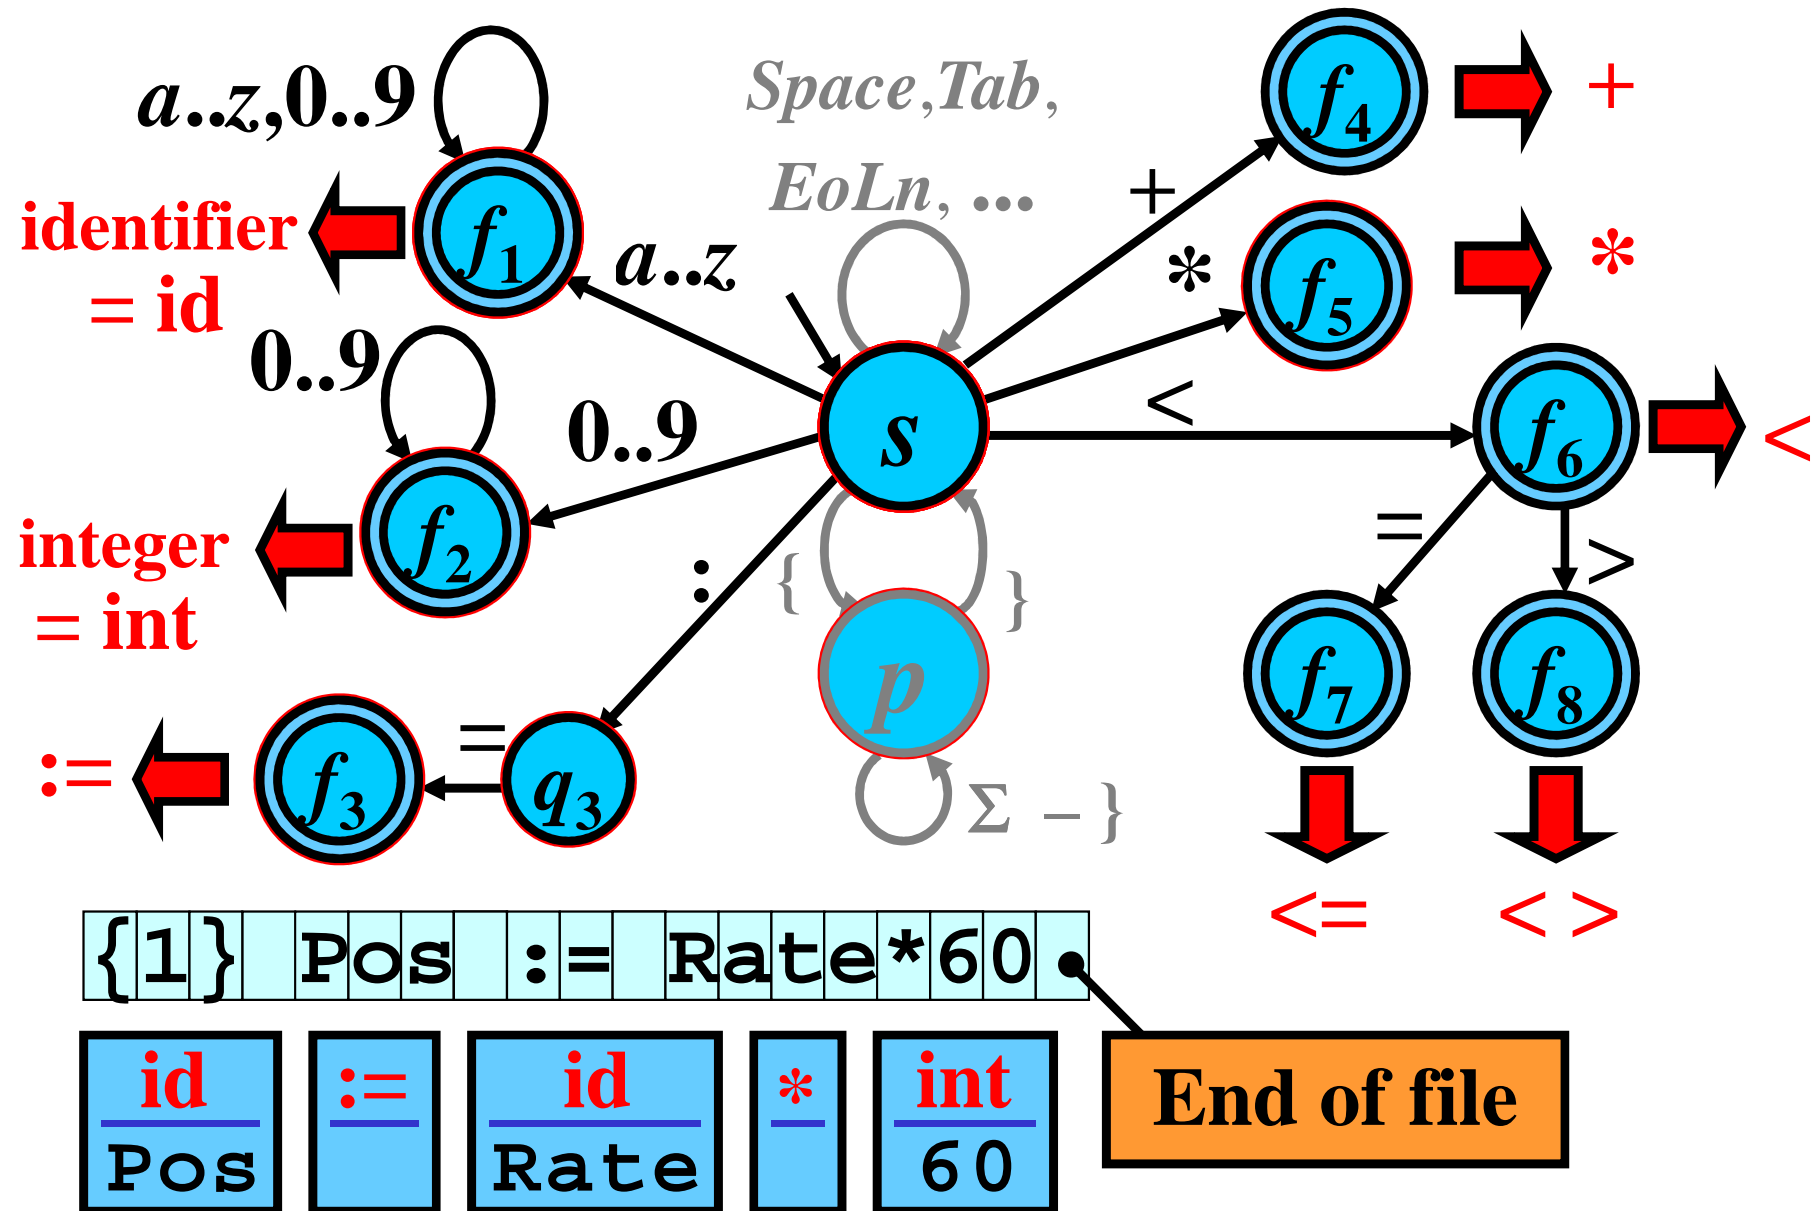 a..z,0..9
Space,Tab,
EoLn, ...
f4
+
+
identifier
= id
f1
a..z
*
f5
*
0..9
0..9
s
<
f6
<
integer
= int
f2
:
{
}
=
>
p
f7
f8
:=
f3
=
q3
Σ – }
<=
< >
{1} Pos := Rate*60
id
:=
id
*
int
End of file
Pos
Rate
60